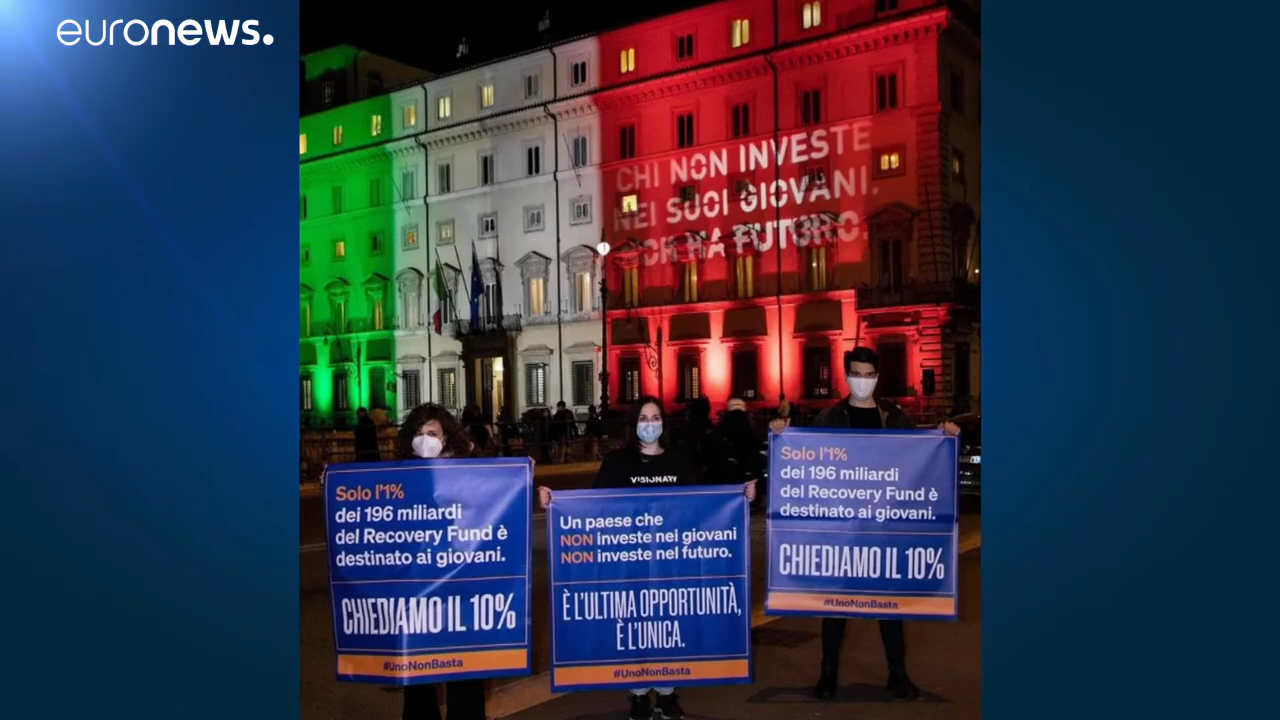 euronews.
CHI NON INVESTE
NEI SUOI GIOVANI.
NON HA FUTURO.
Solo l'1%
dei 196 miliardi
del Recovery Fund è
destinato ai giovani.
CHIEDIAMO IL 10%
#UnoNonBasta
VISIONARY
Un paese che
NON investe nei giovani
NON investe nel futuro.
È L'ULTIMA OPPORTUNITÀ,
È L'UNICA.
#UnoNonBasta
Solo l'1%
dei 196 miliardi
del Recovery Fund è
destinato ai giovani.
CHIEDIAMO IL 10%
#UnoNonBasta